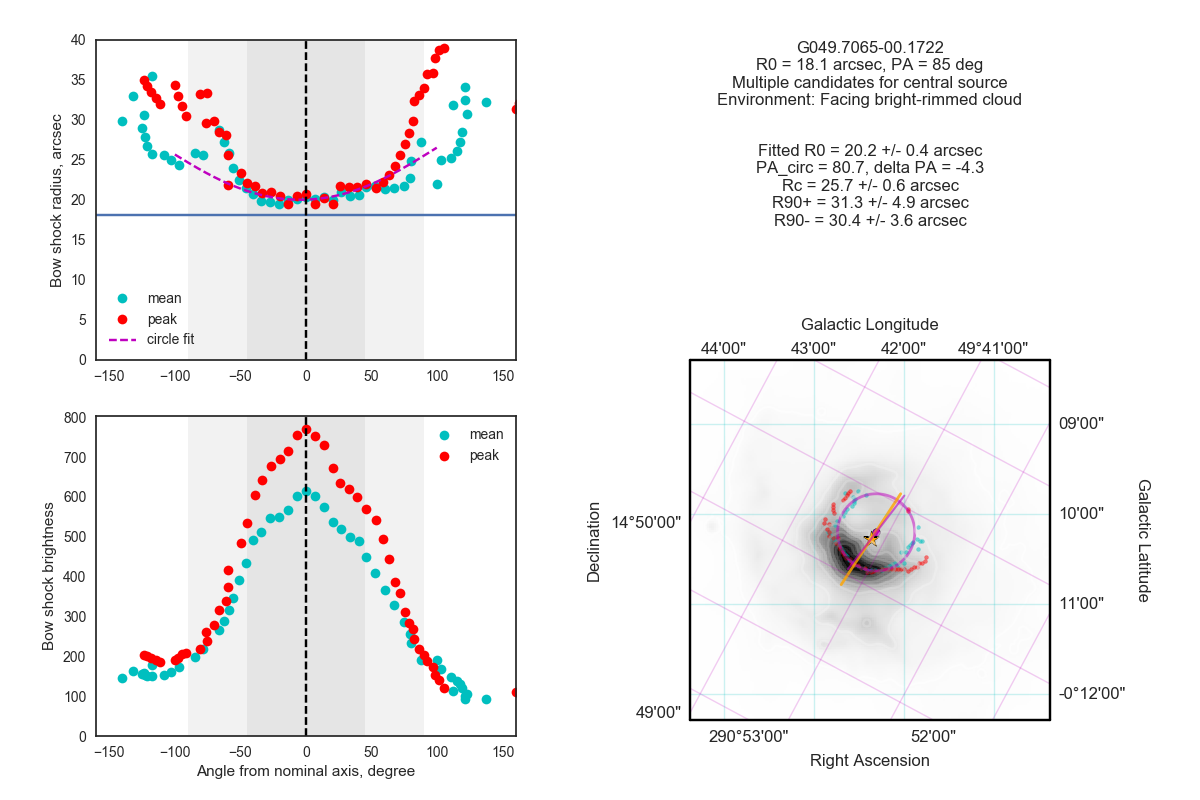 40
35
30
25
20
15
10
5
0
Bow shock radius, arcsec
mean
peak
circle fit
−150
−100
−50
0
50
100
150
800
700
600
500
400
300
200
100
0
Bow shock brightness
mean
peak
−150
−100
−50
0
50
100
150
Angle from nominal axis, degree
G049.7065-00.1722
R0 = 18.1 arcsec, PA = 85 deg
Multiple candidates for central source
Environment: Facing bright-rimmed cloud
Fitted R0 = 20.2 +/- 0.4 arcsec
PA_circ = 80.7, delta PA = -4.3
Rc = 25.7 +/- 0.6 arcsec
R90+ = 31.3 +/- 4.9 arcsec
R90- = 30.4 +/- 3.6 arcsec
Galactic Longitude
44'00" 43'00" 42'00" 49°41'00"
09'00"
10'00"
11'00"
-0°12'00"
Galactic Latitude
14°50'00"
49'00"
Declination
290°53'00" 52'00"
Right Ascension